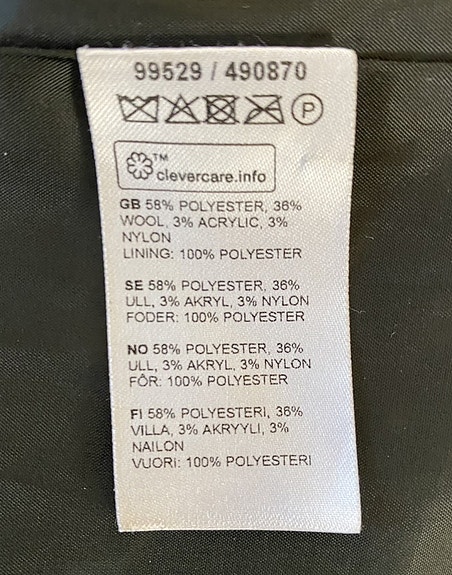 99529 / 490870
P
TM
clevercare.info
GB 58% POLYESTER, 36%
WOOL, 3% ACRYLIC, 3%
NYLON
LINING: 100% POLYESTER
SE 58% POLYESTER, 36%
ULL, 3% AKRYL, 3% NYLON
FODER: 100% POLYESTER
NO 58% POLYESTER, 36%
ULL, 3% AKRYL, 3% NYLON
FÔR: 100% POLYESTER
FI 58% POLYESTERI, 36%
VILLA, 3% AKRYYLI, 3%
NAILON
VUORI: 100% POLYESTERI